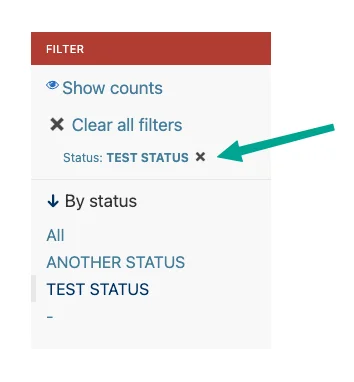 FILTER
Show counts
✖ Clear all filters
Status: TEST STATUS ✖
↓ By status
All
ANOTHER STATUS
TEST STATUS
-